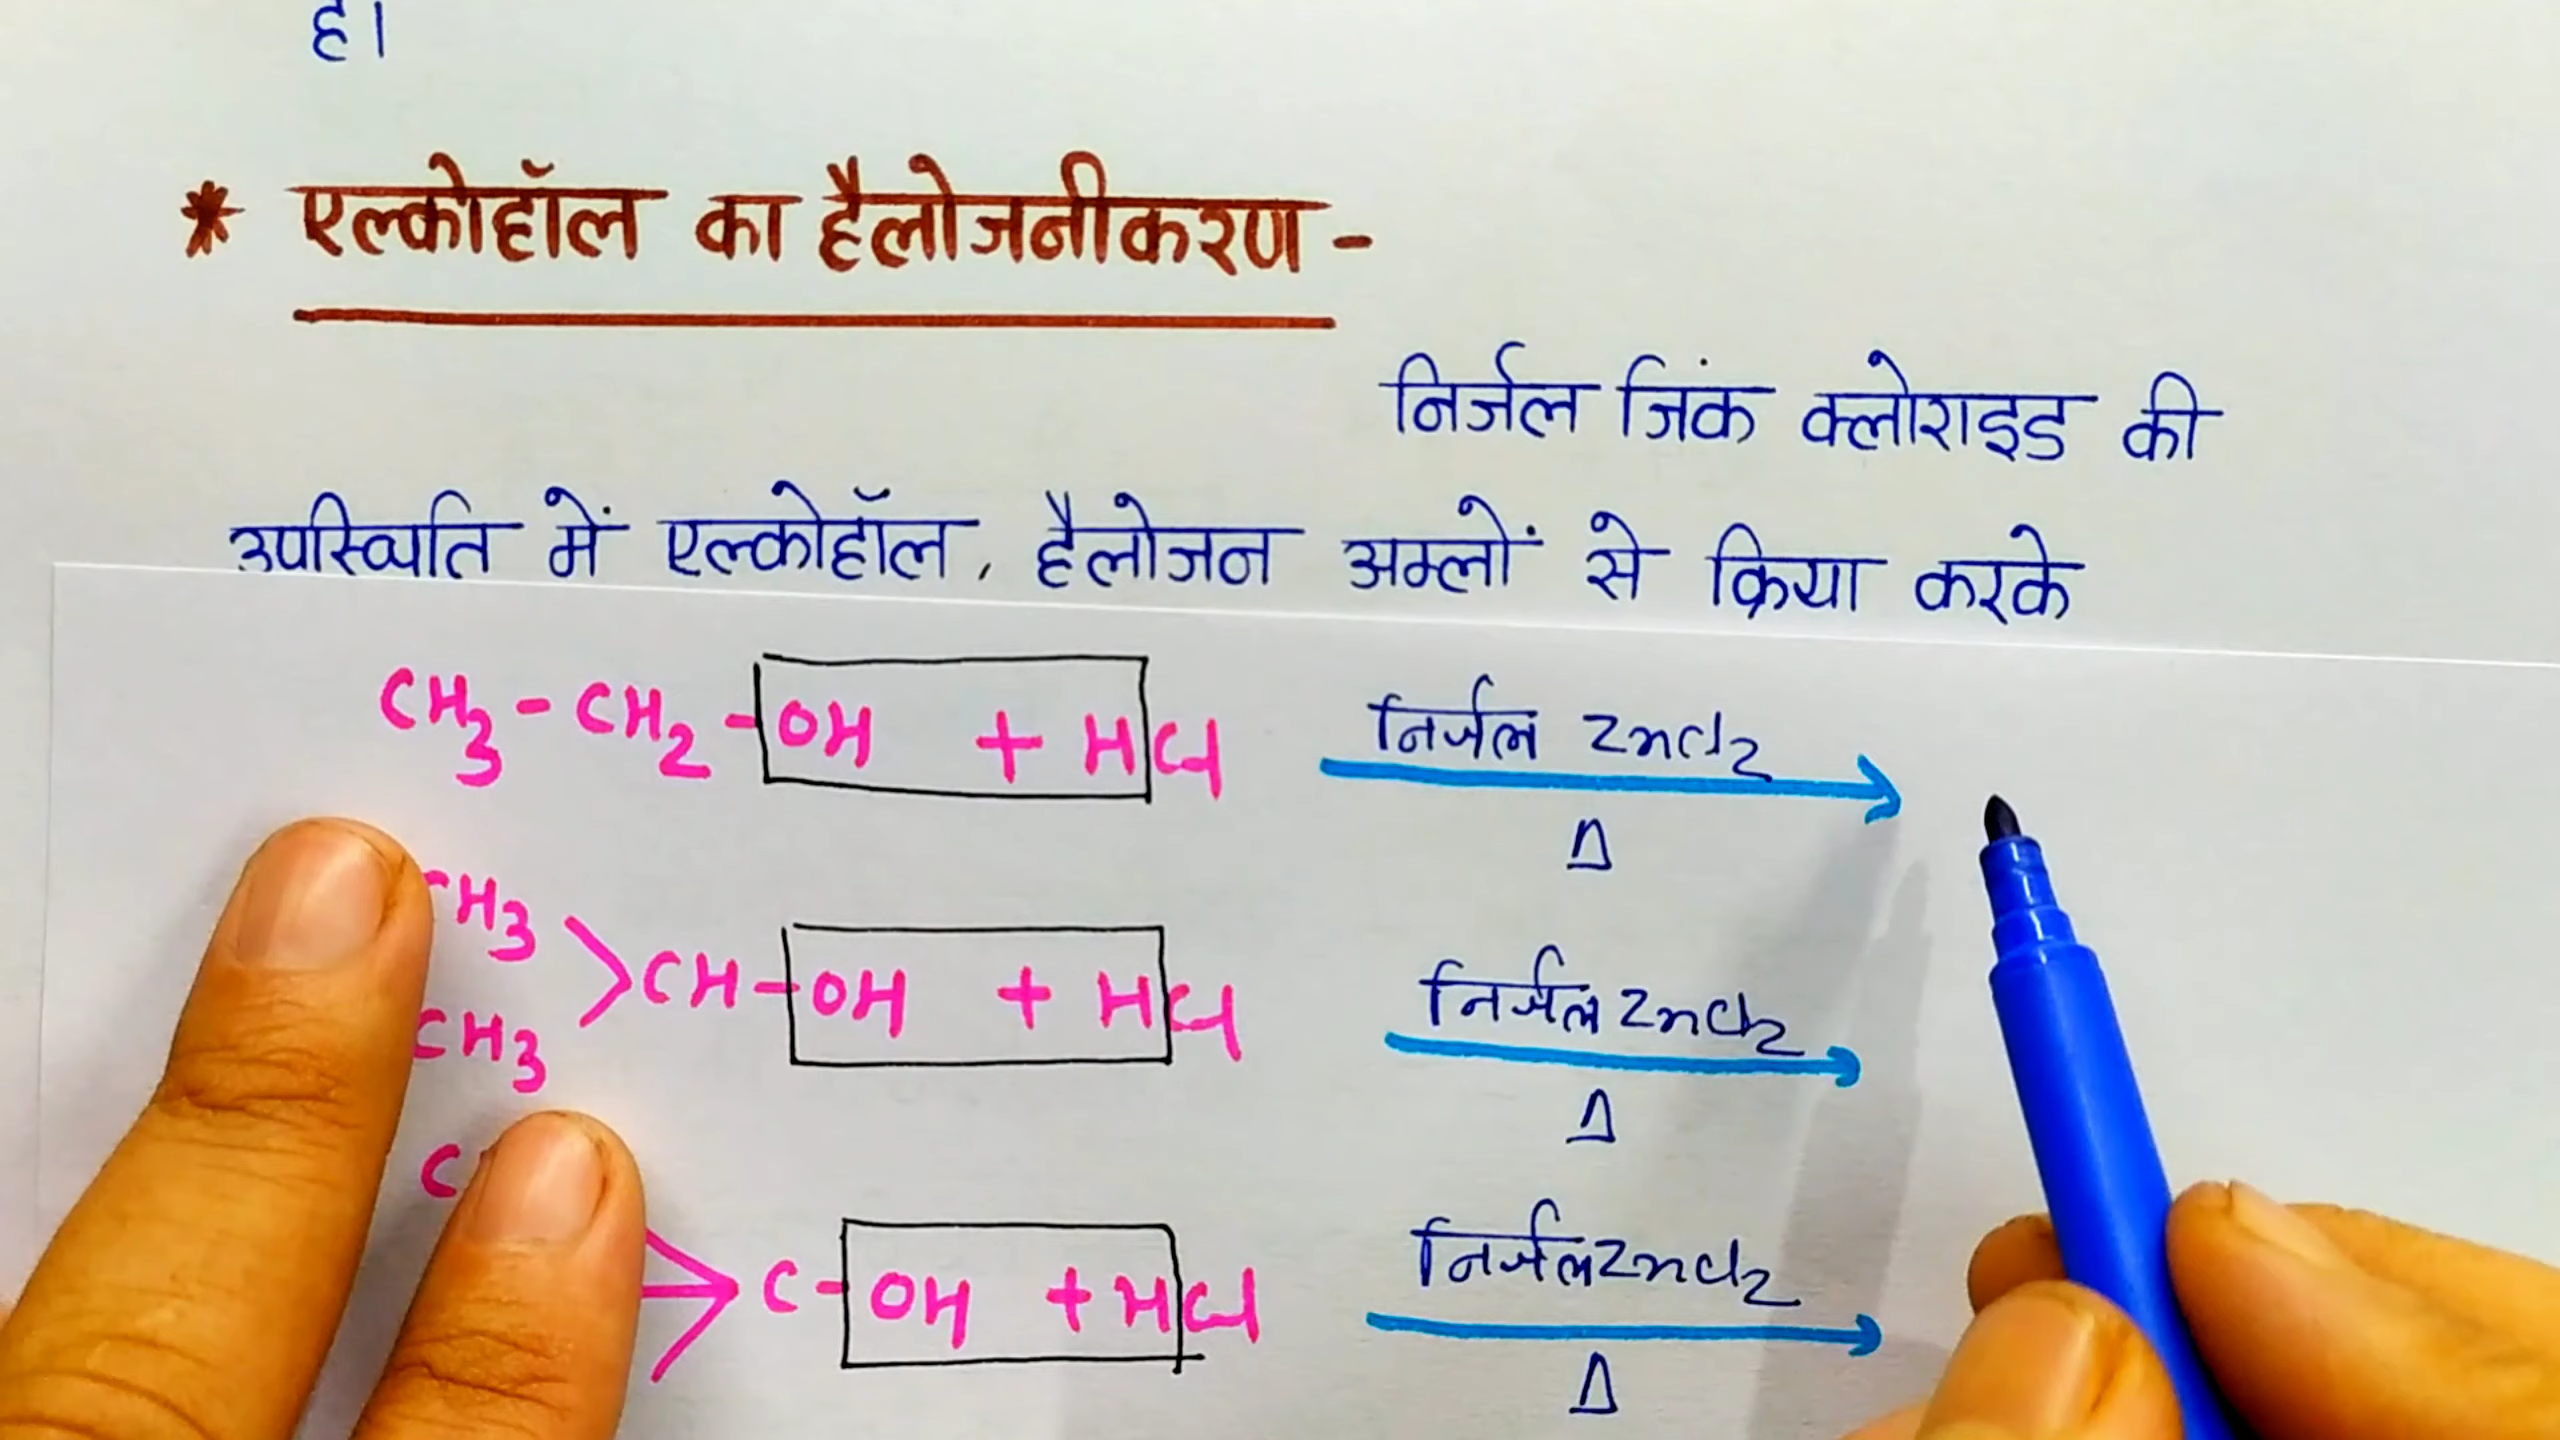 है।
* एल्कोहॉल का हैलोजनीकरण -
निर्जल जिंक क्लोराइड की
उपस्थिति में एल्कोहॉल, हैलोजन अम्लों से क्रिया करके
CH3 - CH2 - OH + HCl निर्जल ZnCl2
Δ
CH3
CH - OH + HCl निर्जल ZnCl2
CH3
Δ
C - OH + HCl निर्जल ZnCl2
Δ